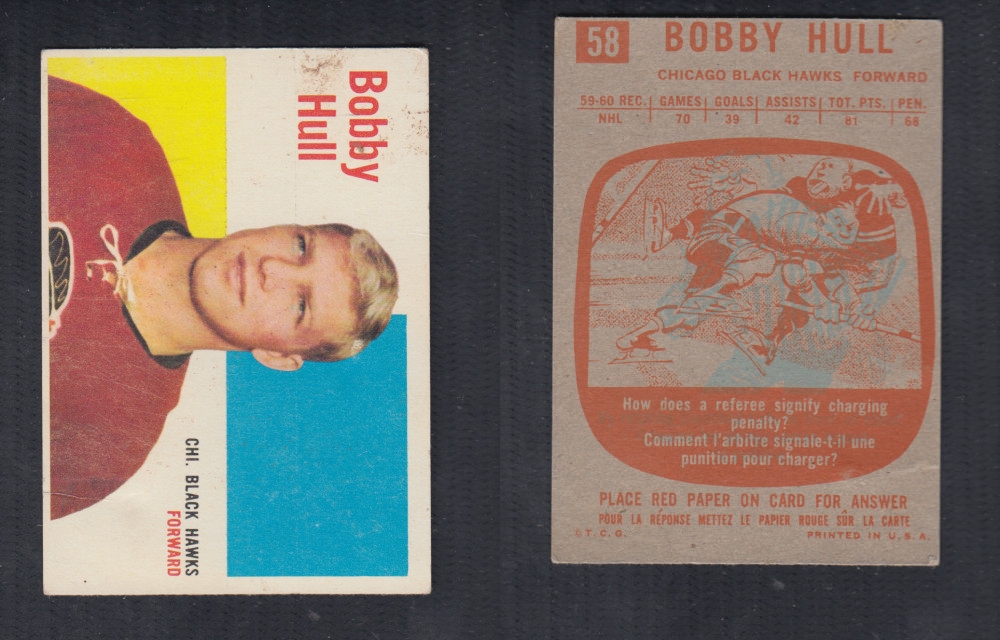 Bobby
Hull
CHI. BLACK HAWKS
FORWARD
58
BOBBY HULL
CHICAGO BLACK HAWKS FORWARD
59-60 REC. GAMES GOALS ASSISTS TOT. PTS. PEN.
NHL 70 39 42 81 68
How does a referee signify charging
penalty?
Comment l'arbitre signale-t-il une
punition pour charger?
PLACE RED PAPER ON CARD FOR ANSWER
POUR LA RÉPONSE METTEZ LE PAPIER ROUGE SÛR LA CARTE
© T. C. G. PRINTED IN U. S. A.